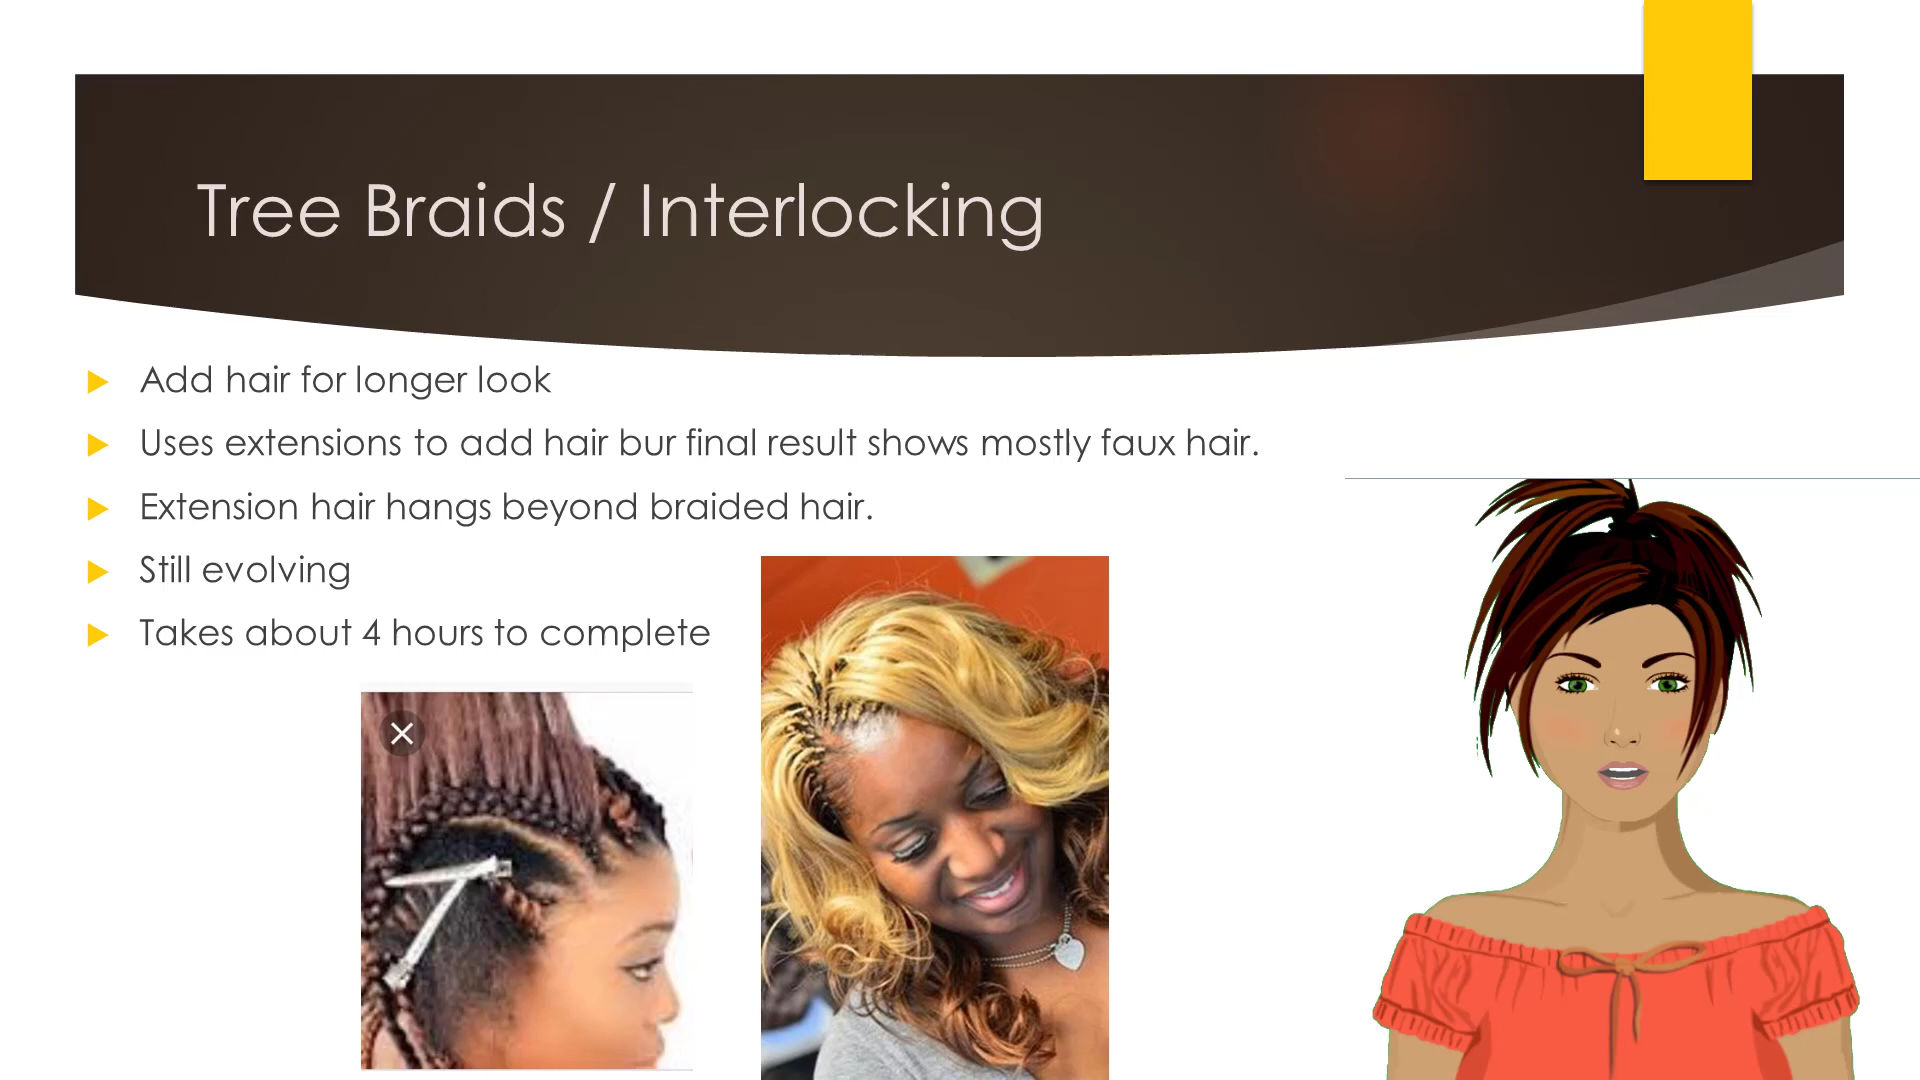 Tree Braids / Interlocking
Add hair for longer look
Uses extensions to add hair bur final result shows mostly faux hair.
Extension hair hangs beyond braided hair.
Still evolving
Takes about 4 hours to complete